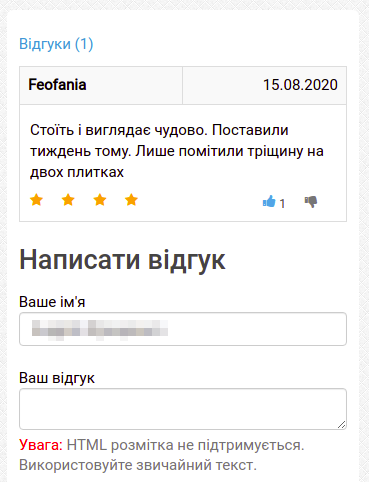 Відгуки (1)
Feofania 15.08.2020
Стоїть і виглядає чудово. Поставили
тиждень тому. Лише помітили тріщину на
двох плитках
1
Написати відгук
Ваше ім'я
Ваш відгук
Увага: HTML розмітка не підтримується.
Використовуйте звичайний текст.